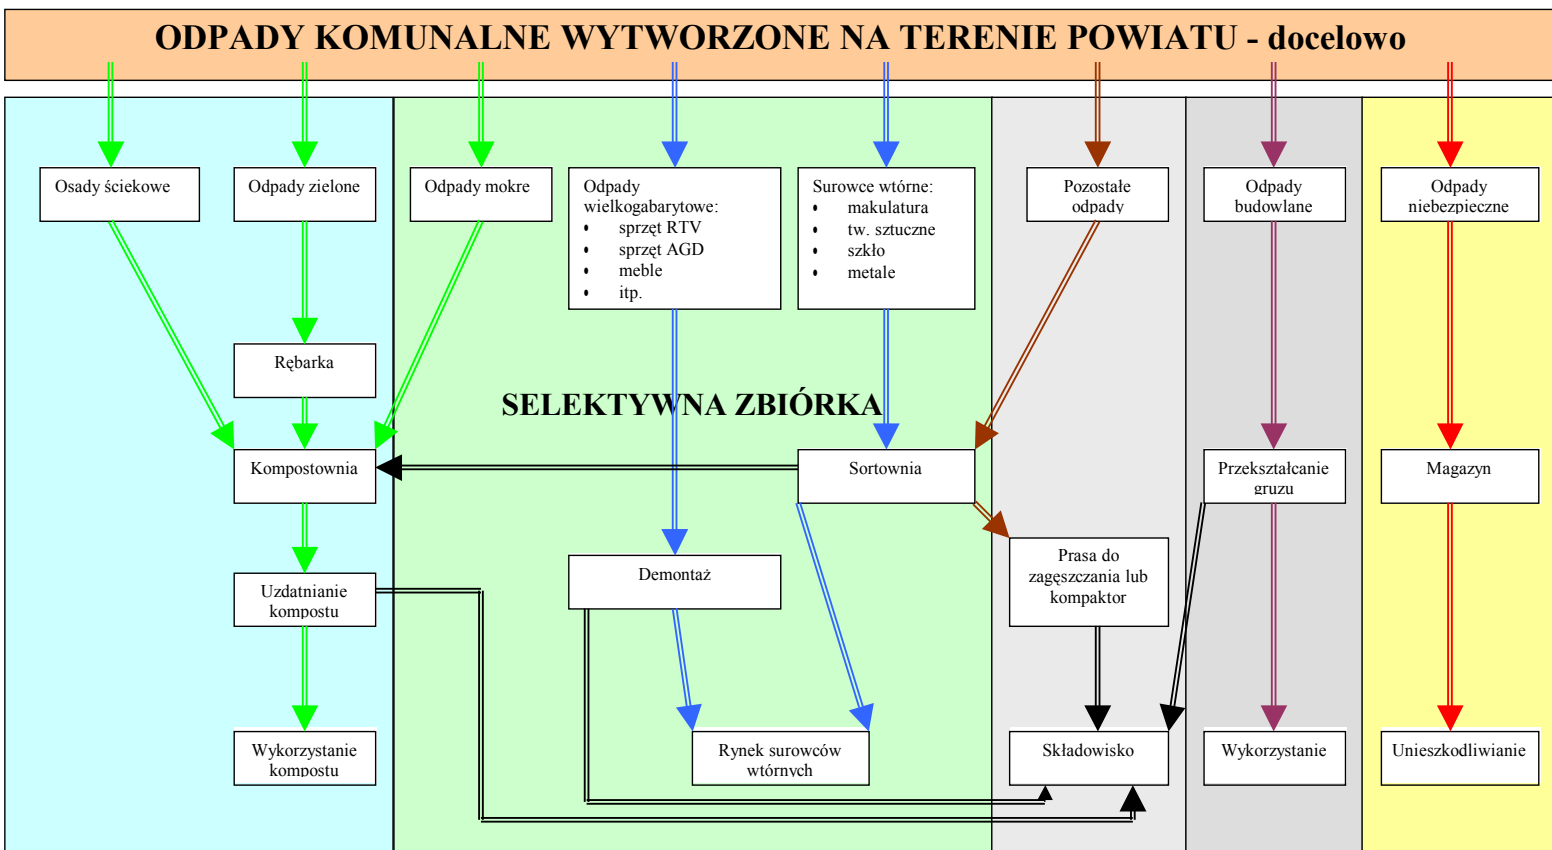 ODPADY KOMUNALNE WYTWORZONE NA TERENIE POWIATU - docelowo
Osady ściekowe
Odpady zielone
Odpady mokre
Odpady
wielkogabarytowe:
• sprzęt RTV
• sprzęt AGD
• meble
• itp.
Surowce wtórne:
• makulatura
• tw. sztuczne
• szkło
• metale
Pozostałe
odpady
Odpady
budowlane
Odpady
niebezpieczne
Rębarka
SELEKTYWNA ZBIÓRKA
Kompostownia
Sortownia
Przekształcanie
gruzu
Magazyn
Uzdatnianie
kompostu
Demontaż
Prasa do
zagęszczania lub
kompaktor
Wykorzystanie
kompostu
Rynek surowców
wtórnych
Składowisko
Wykorzystanie
Unieszkodliwianie